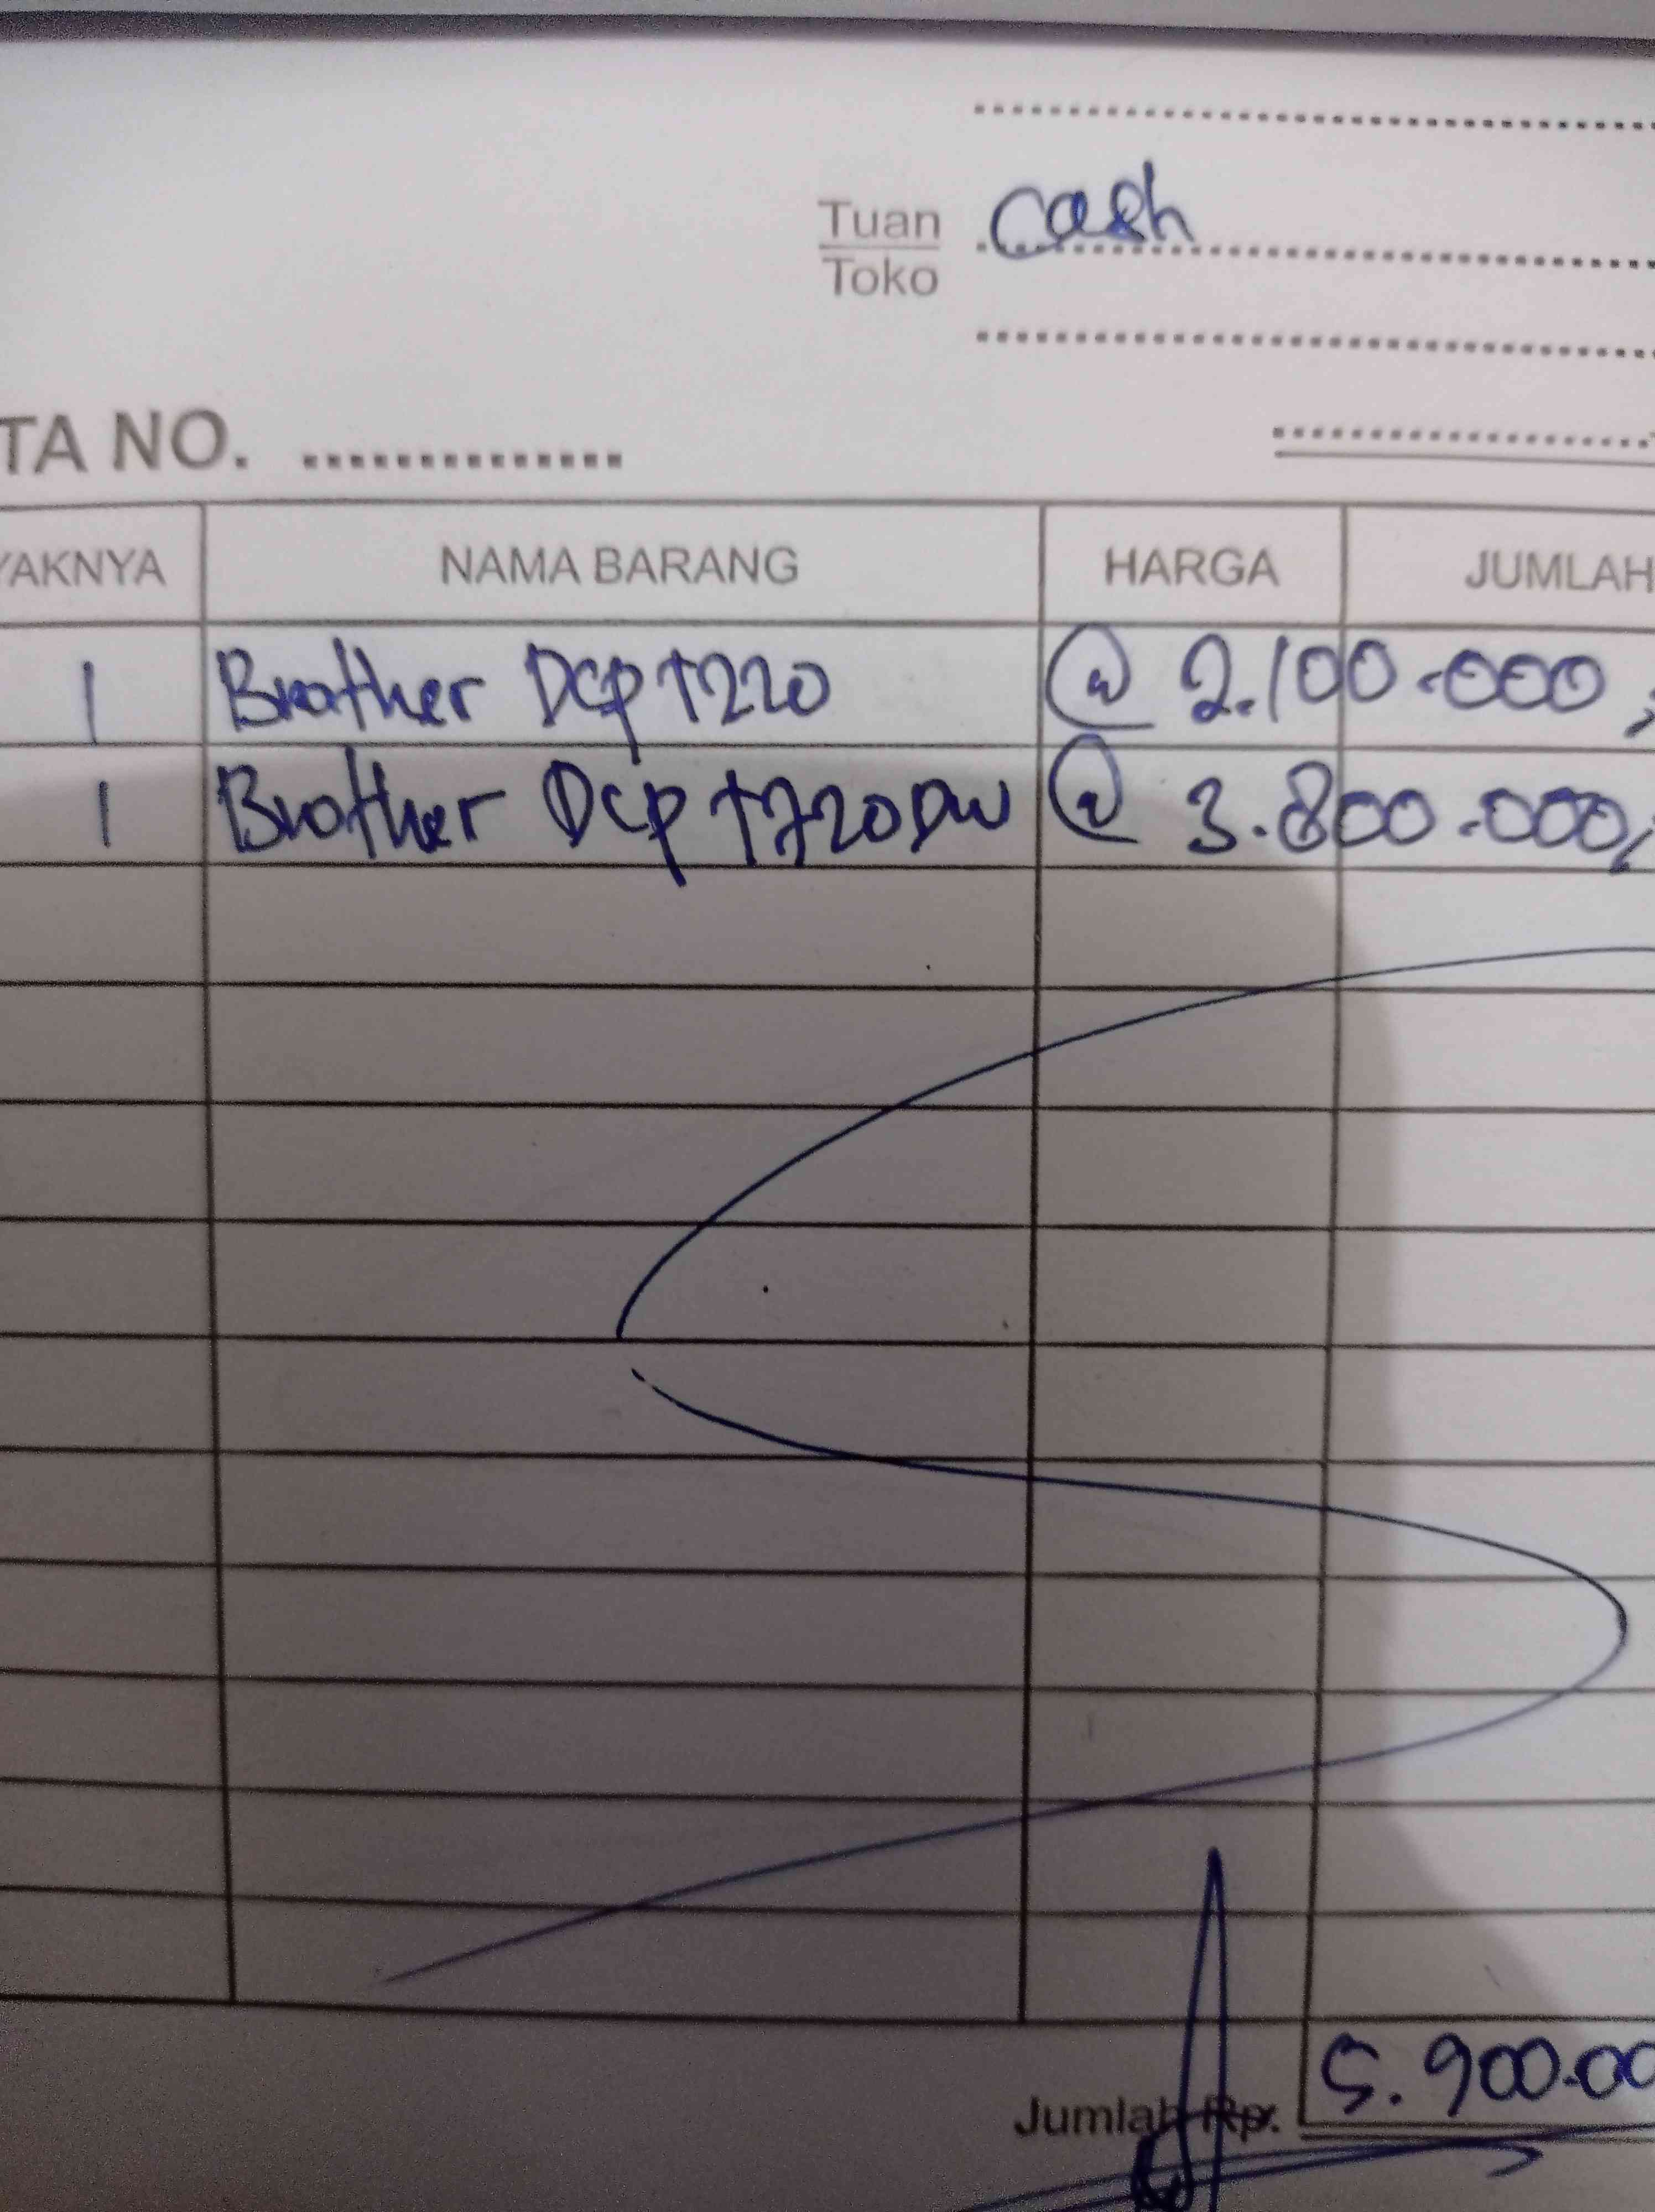 Tuan cash
Toko
TA NO. ..............
YAKNYA NAMA BARANG HARGA JUMLAH
1 Brother Dcp t220 @ 2.100.000,
1 Brother Dcp t720DW @ 3.800.000,
Jumlah Rp. 5.900.00